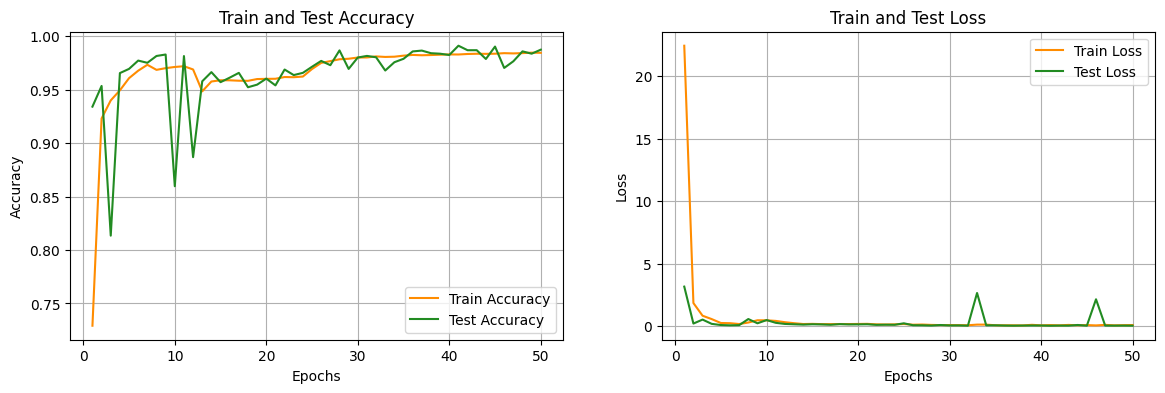 Train and Test Accuracy
Accuracy
1.00
0.95
0.90
0.85
0.80
0.75
Train Accuracy
Test Accuracy
0 10 20 30 40 50
Epochs
Train and Test Loss
Loss
20
15
10
5
0
Train Loss
Test Loss
0 10 20 30 40 50
Epochs